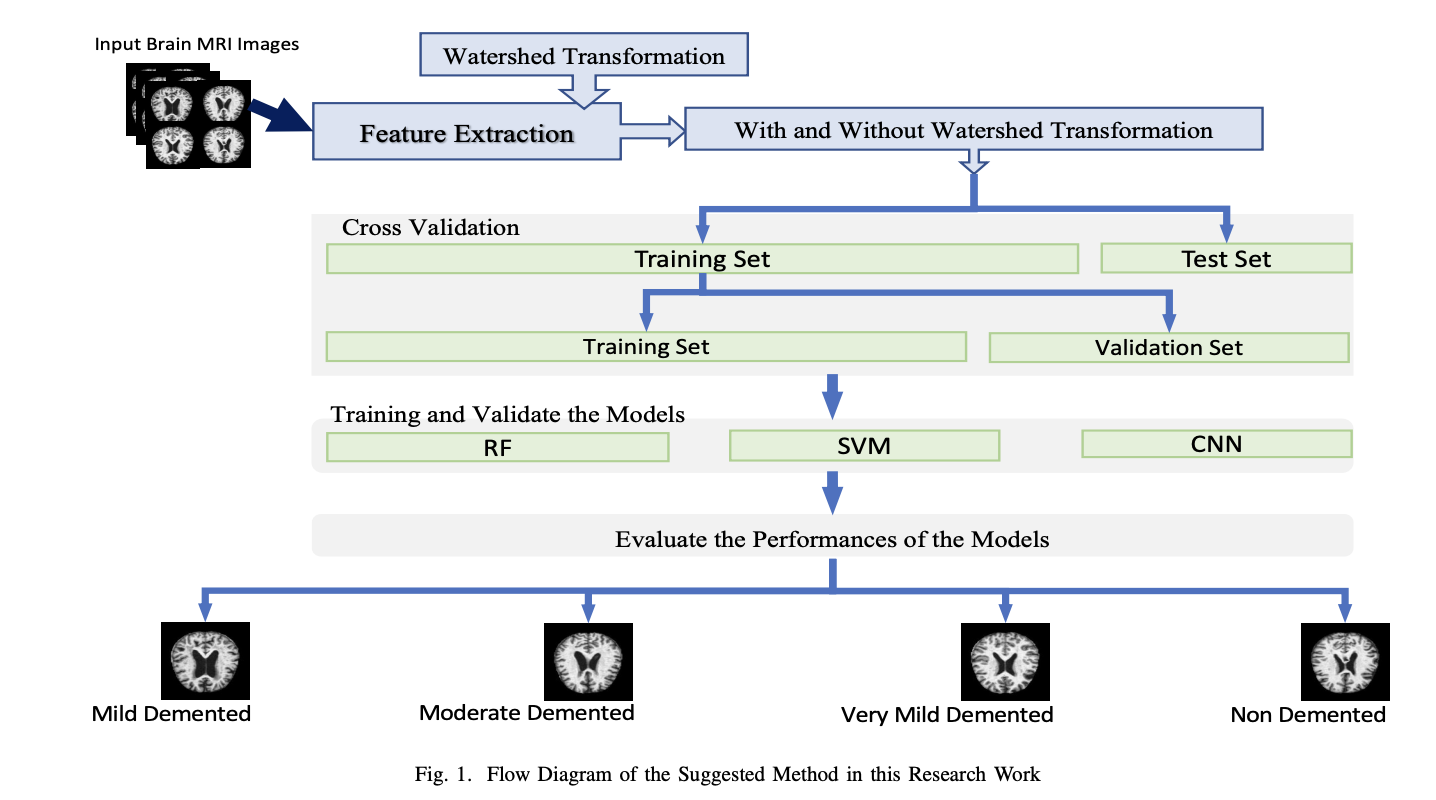 Input Brain MRI Images
Watershed Transformation
Feature Extraction
With and Without Watershed Transformation
Cross Validation
Training Set
Test Set
Training Set
Validation Set
Training and Validate the Models
RF
SVM
CNN
Evaluate the Performances of the Models
Mild Demented
Moderate Demented
Very Mild Demented
Non Demented
Fig. 1. Flow Diagram of the Suggested Method in this Research Work